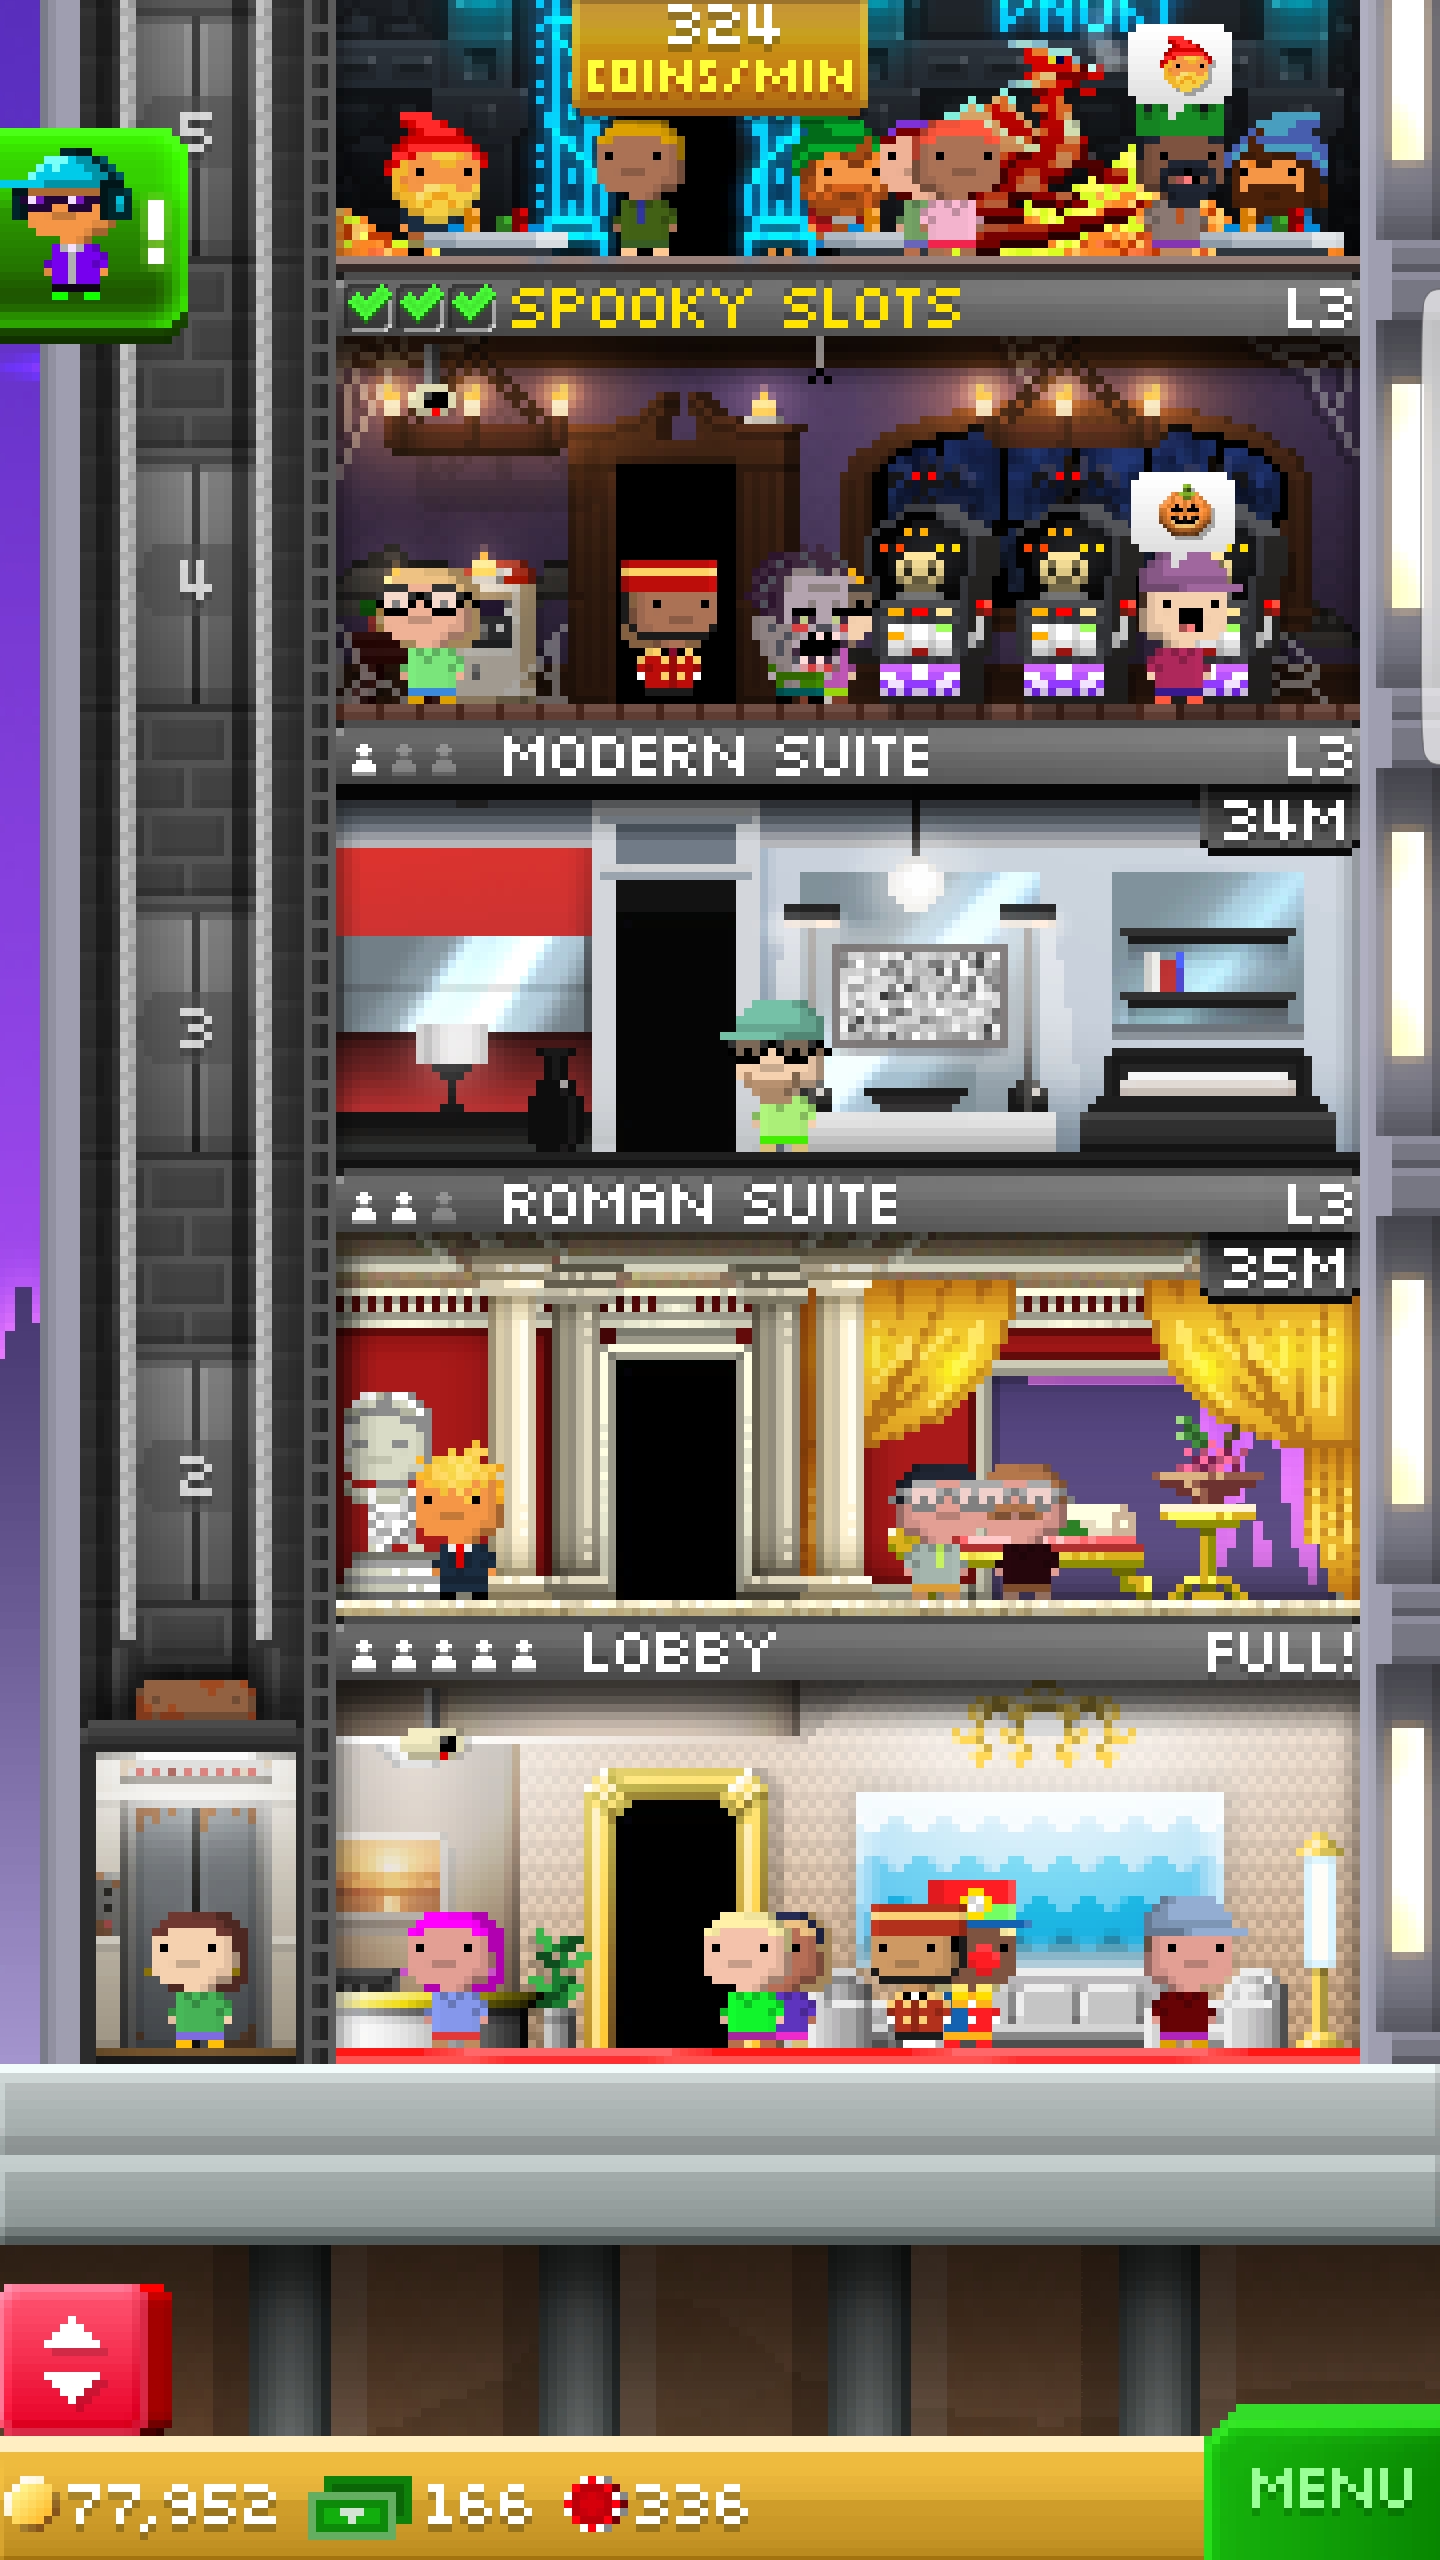 324
COINS/MIN
5
!
SPOOKY SLOTS L3
4
MODERN SUITE L3
34M
3
ROMAN SUITE L3
35M
2
LOBBY FULL!
77,952 166 336
MENU